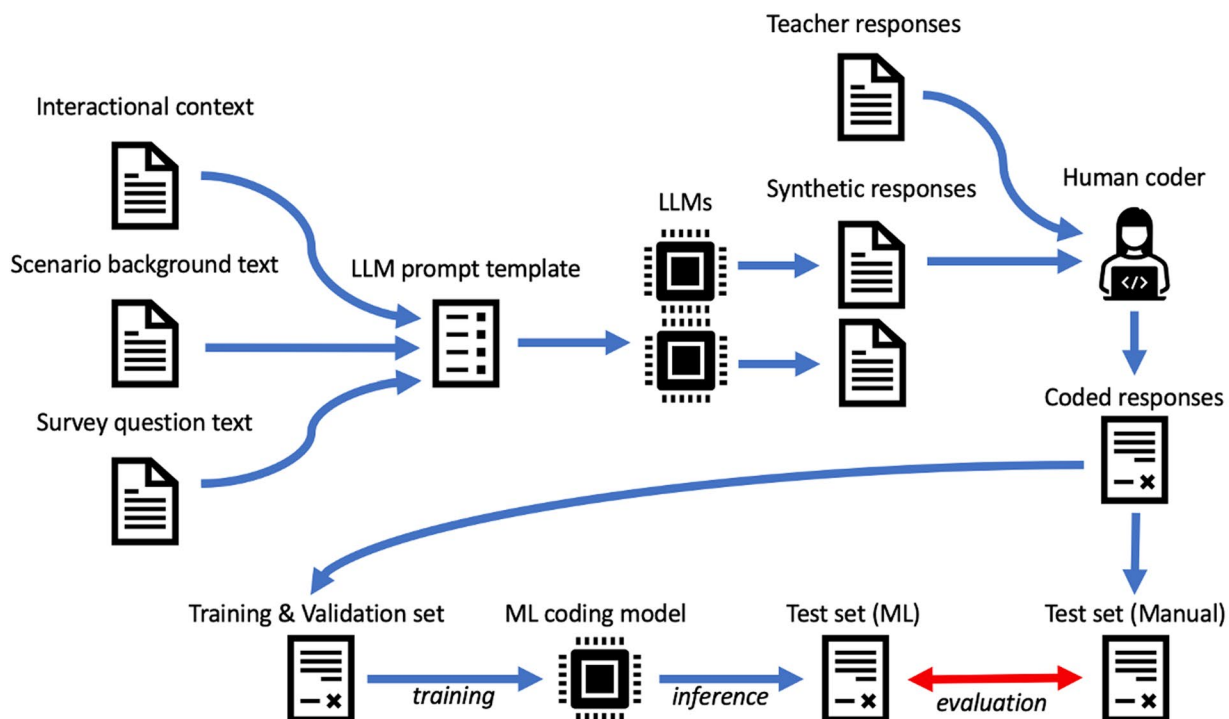 Teacher responses
Interactional context
LLMs
Synthetic responses
Human coder
Scenario background text
LLM prompt template
</>
Survey question text
Coded responses
Training & Validation set
ML coding model
Test set (ML)
Test set (Manual)
training
inference
evaluation